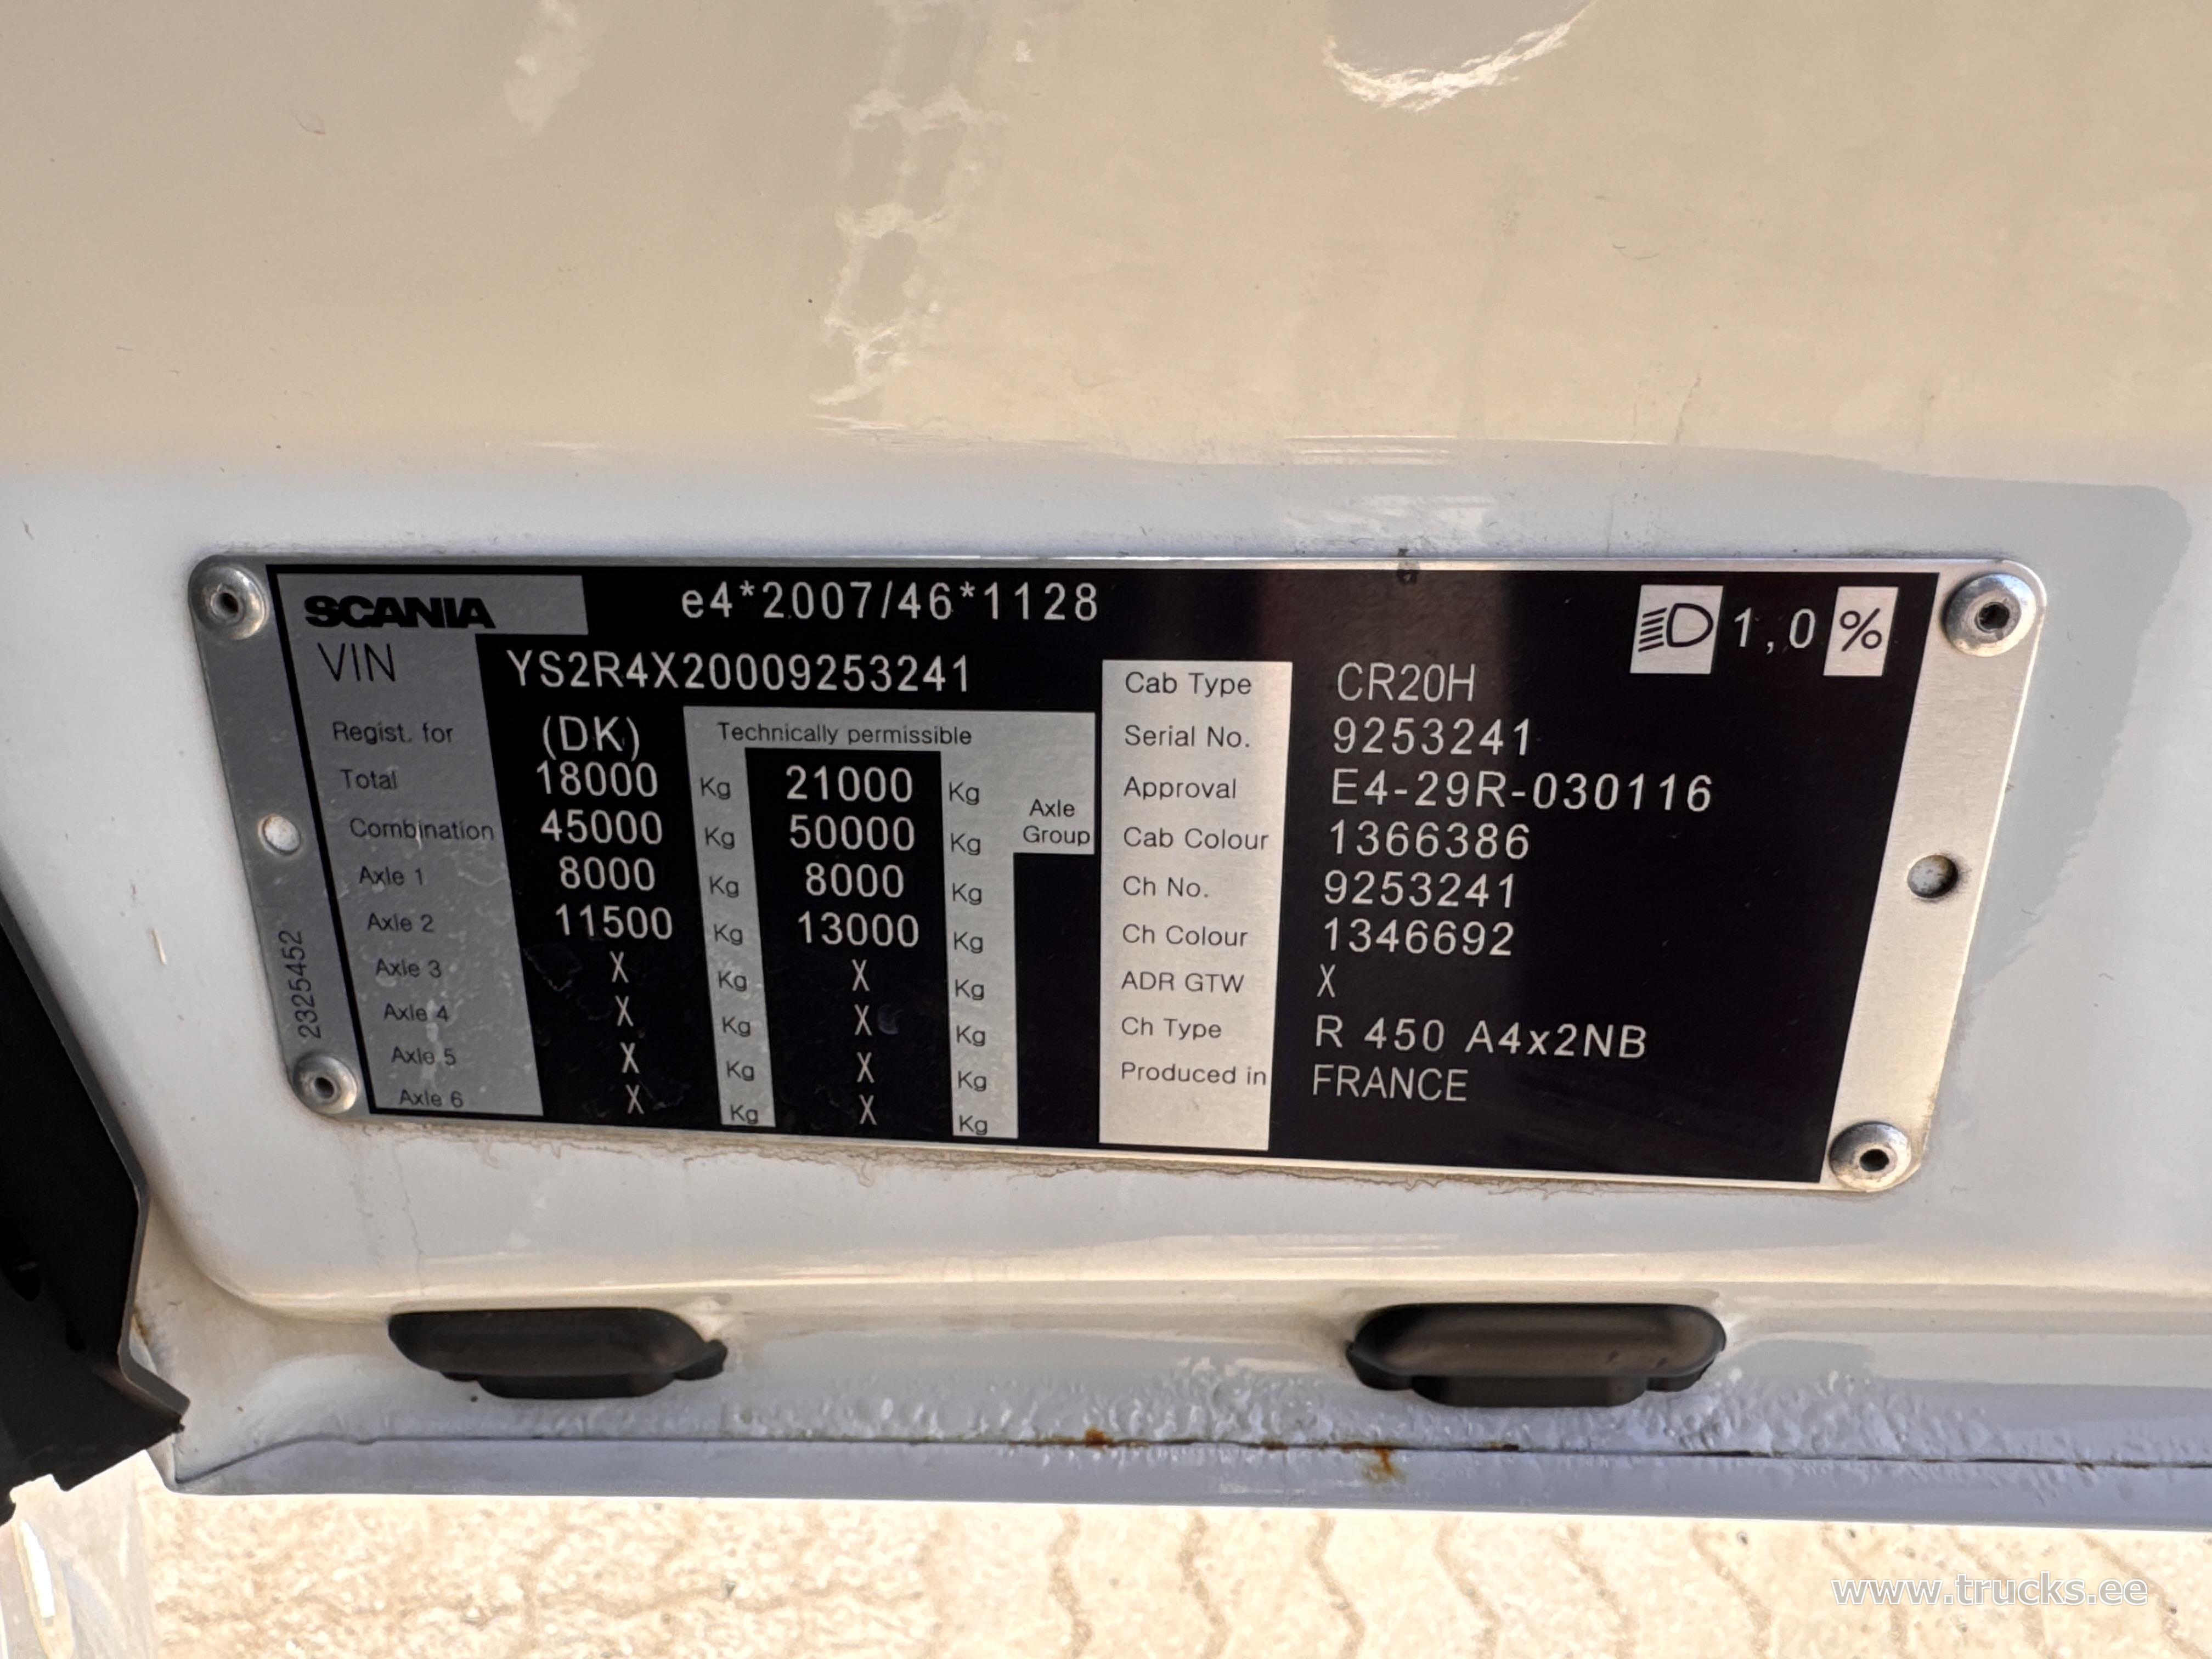 SCANIA e4*2007/46*1128 1,0 %
VIN YS2R4X20009253241
Regist. for (DK) Technically permissible
Total 18000 Kg 21000 Kg
Combination 45000 Kg 50000 Kg Axle Group
Axle 1 8000 Kg 8000 Kg
Axle 2 11500 Kg 13000 Kg
Axle 3 X Kg X Kg
Axle 4 X Kg X Kg
Axle 5 X Kg X Kg
Axle 6 X Kg X Kg
2325452
Cab Type CR20H
Serial No. 9253241
Approval E4-29R-030116
Cab Colour 1366386
Ch No. 9253241
Ch Colour 1346692
ADR GTW X
Ch Type R 450 A4x2NB
Produced in FRANCE
www.trucks.ee